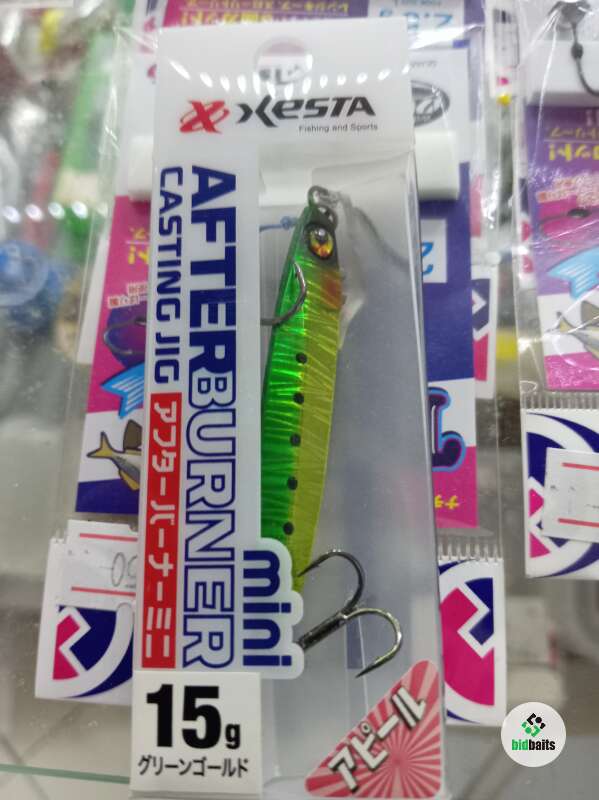 XESTA
Fishing and Sports
AFTERBURNER
mini
CASTING JIG
アフターバーナーミニ
15g
グリーンゴールド
アピール
bidbaits